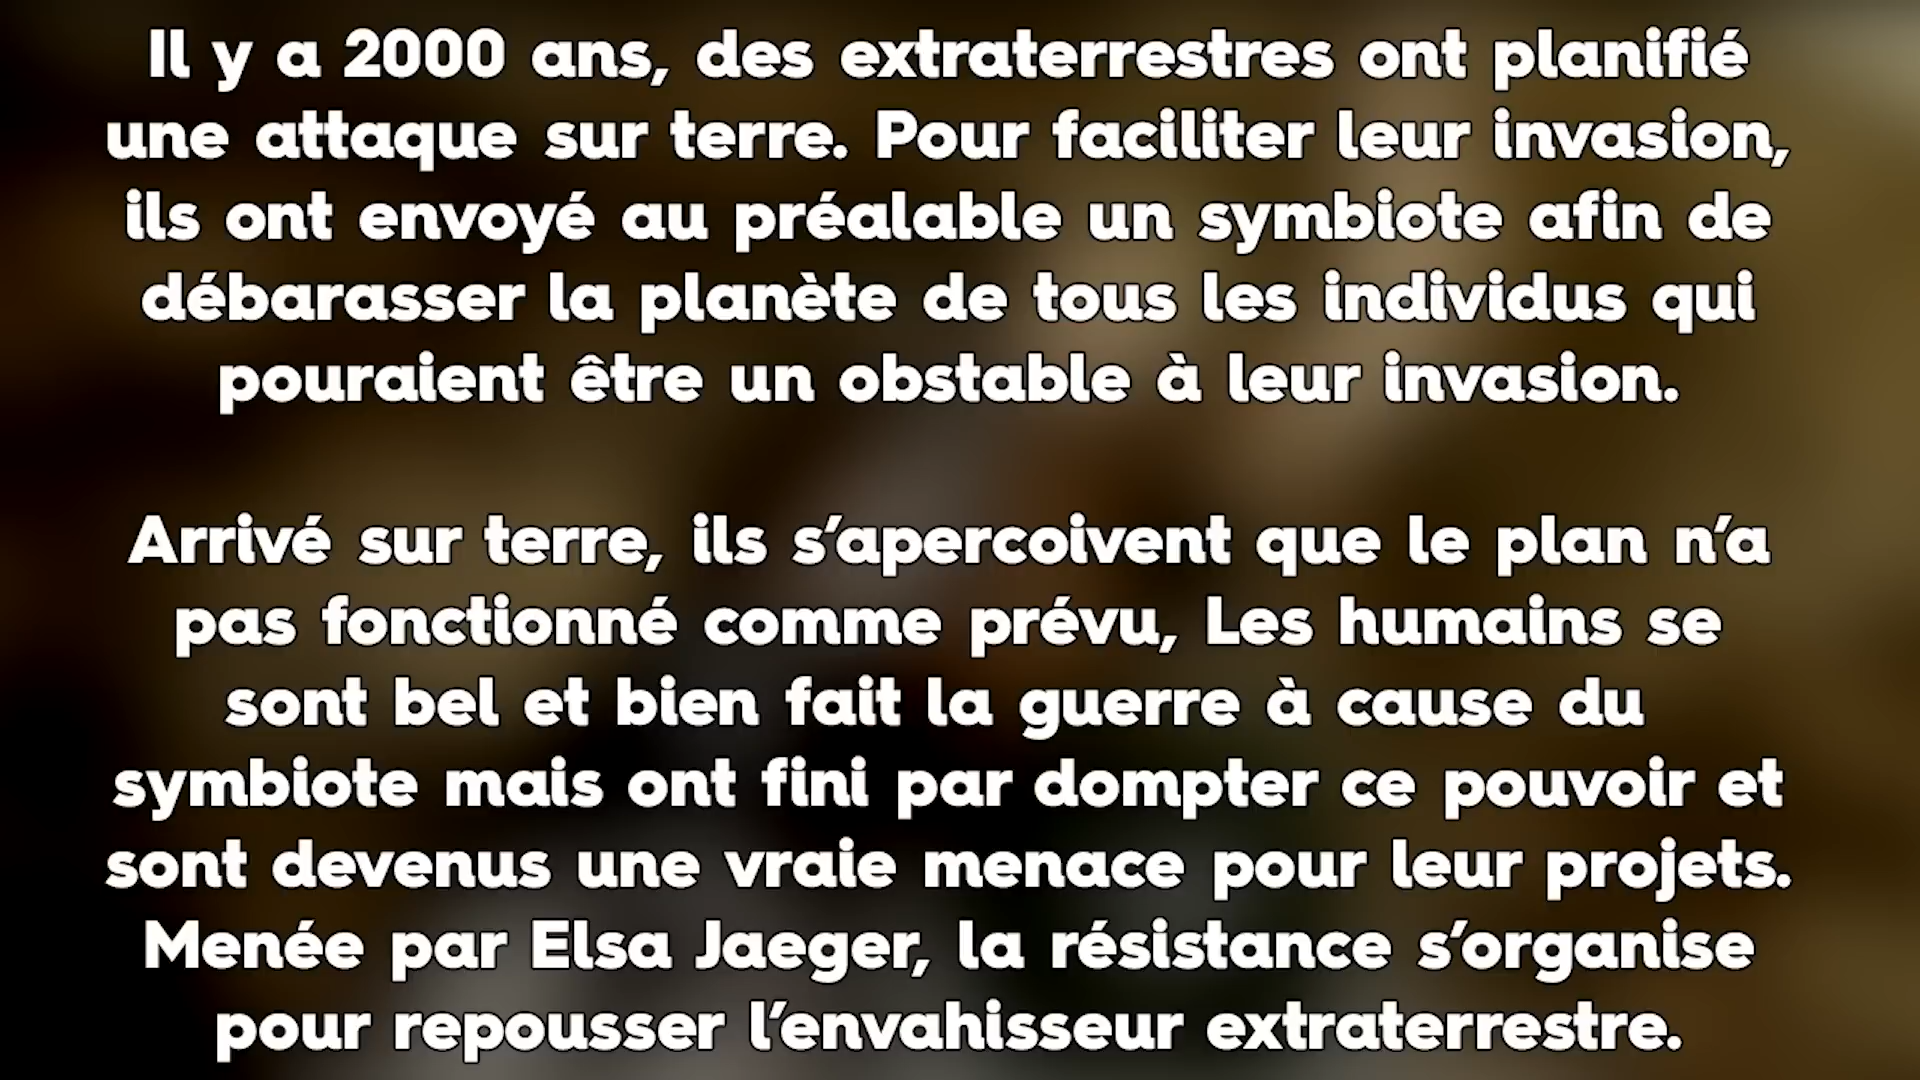 Il y a 2000 ans, des extraterrestres ont planifié
une attaque sur terre. Pour faciliter leur invasion,
ils ont envoyé au préalable un symbiote afin de
débarasser la planète de tous les individus qui
pouraient être un obstable à leur invasion.
Arrivé sur terre, ils s’apercoivent que le plan n’a
pas fonctionné comme prévu, Les humains se
sont bel et bien fait la guerre à cause du
symbiote mais ont fini par dompter ce pouvoir et
sont devenus une vraie menace pour leur projets.
Menée par Elsa Jaeger, la résistance s’organise
pour repousser l’envahisseur extraterrestre.